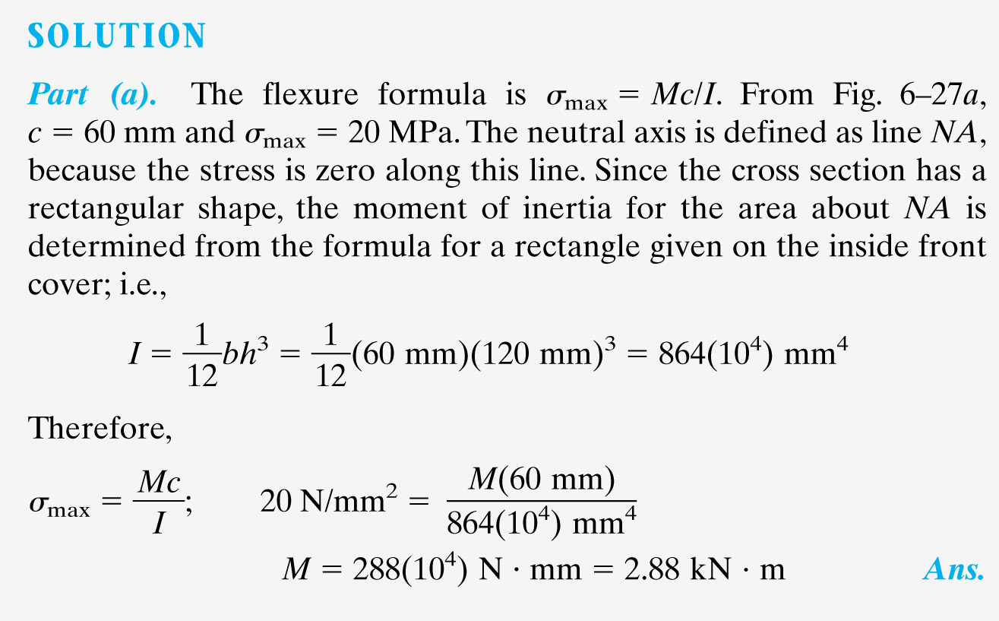 SOLUTION
Part (a). The flexure formula is σmax = Mc/I. From Fig. 6–27a,
c = 60 mm and σmax = 20 MPa. The neutral axis is defined as line NA,
because the stress is zero along this line. Since the cross section has a
rectangular shape, the moment of inertia for the area about NA is
determined from the formula for a rectangle given on the inside front
cover; i.e.,
I = 1/12 bh³ = 1/12 (60 mm)(120 mm)³ = 864(10⁴) mm⁴
Therefore,
σmax = Mc/I; 20 N/mm² = M(60 mm)/864(10⁴) mm⁴
M = 288(10⁴) N · mm = 2.88 kN · m Ans.